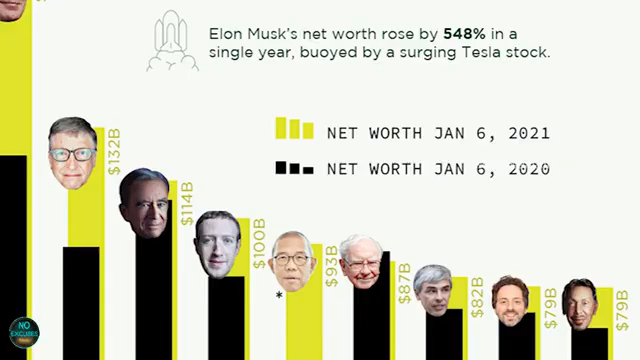 Elon Musk's net worth rose by 548% in a
single year, buoyed by a surging Tesla stock.
NET WORTH JAN 6, 2021
NET WORTH JAN 6, 2020
$132B
$114B
$100B
$93B
*
$87B
$82B
$79B
$79B
NO
EXCUSES